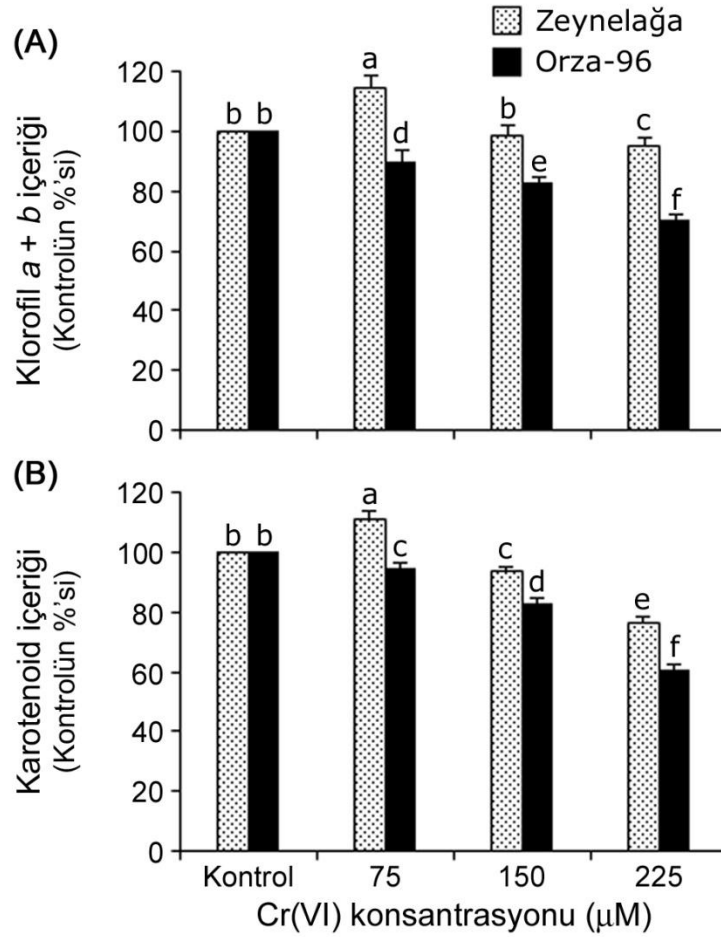 Zeynelağa
Orza-96
(A)
Klorofil a + b içeriği
(Kontrolün %'si)
120
100
80
60
40
20
0
b b
a
d
b
e
c
f
(B)
Karotenoid içeriği
(Kontrolün %'si)
120
100
80
60
40
20
0
b b
a
c
c
d
e
f
Kontrol 75 150 225
Cr(VI) konsantrasyonu (µM)